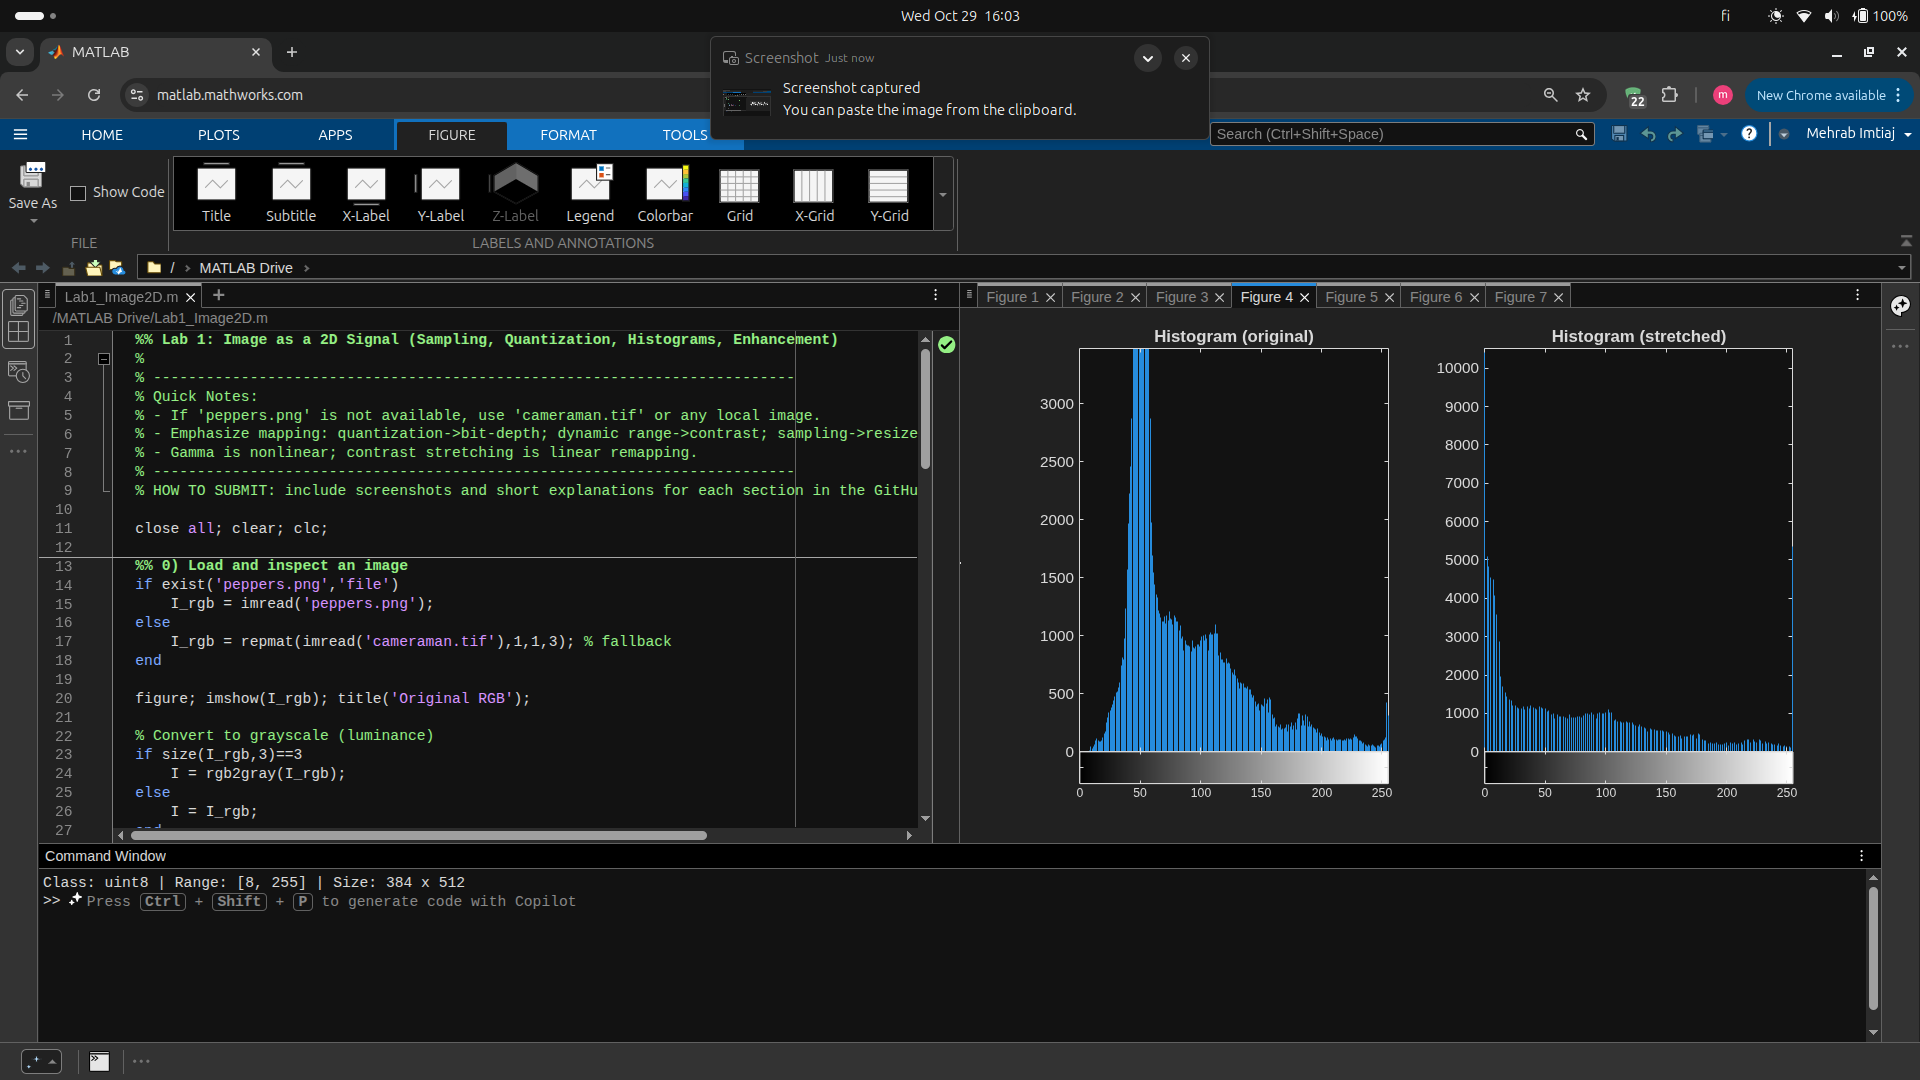 Wed Oct 29 16:03
fi
100%
MATLAB
Screenshot Just now
Screenshot captured
You can paste the image from the clipboard.
matlab.mathworks.com
22
m
New Chrome available
HOME
PLOTS
APPS
FIGURE
FORMAT
TOOLS
Search (Ctrl+Shift+Space)
?
Mehrab Imtiaj
Save As
Show Code
FILE
Title
Subtitle
X-Label
Y-Label
Z-Label
Legend
Colorbar
Grid
X-Grid
Y-Grid
LABELS AND ANNOTATIONS
/ › MATLAB Drive ›
Lab1_Image2D.m
/MATLAB Drive/Lab1_Image2D.m
1 %% Lab 1: Image as a 2D Signal (Sampling, Quantization, Histograms, Enhancement)
2 %
3 % -------------------------------------------------------------------------
4 % Quick Notes:
5 % - If 'peppers.png' is not available, use 'cameraman.tif' or any local image.
6 % - Emphasize mapping: quantization->bit-depth; dynamic range->contrast; sampling->resize
7 % - Gamma is nonlinear; contrast stretching is linear remapping.
8 % -------------------------------------------------------------------------
9 % HOW TO SUBMIT: include screenshots and short explanations for each section in the GitHu
10
11 close all; clear; clc;
12
13 %% 0) Load and inspect an image
14 if exist('peppers.png','file')
15 I_rgb = imread('peppers.png');
16 else
17 I_rgb = repmat(imread('cameraman.tif'),1,1,3); % fallback
18 end
19
20 figure; imshow(I_rgb); title('Original RGB');
21
22 % Convert to grayscale (luminance)
23 if size(I_rgb,3)==3
24 I = rgb2gray(I_rgb);
25 else
26 I = I_rgb;
27
Figure 1
Figure 2
Figure 3
Figure 4
Figure 5
Figure 6
Figure 7
Histogram (original)
3000
2500
2000
1500
1000
500
0
0 50 100 150 200 250
Histogram (stretched)
10000
9000
8000
7000
6000
5000
4000
3000
2000
1000
0
0 50 100 150 200 250
Command Window
Class: uint8 | Range: [8, 255] | Size: 384 x 512
>> Press Ctrl + Shift + P to generate code with Copilot